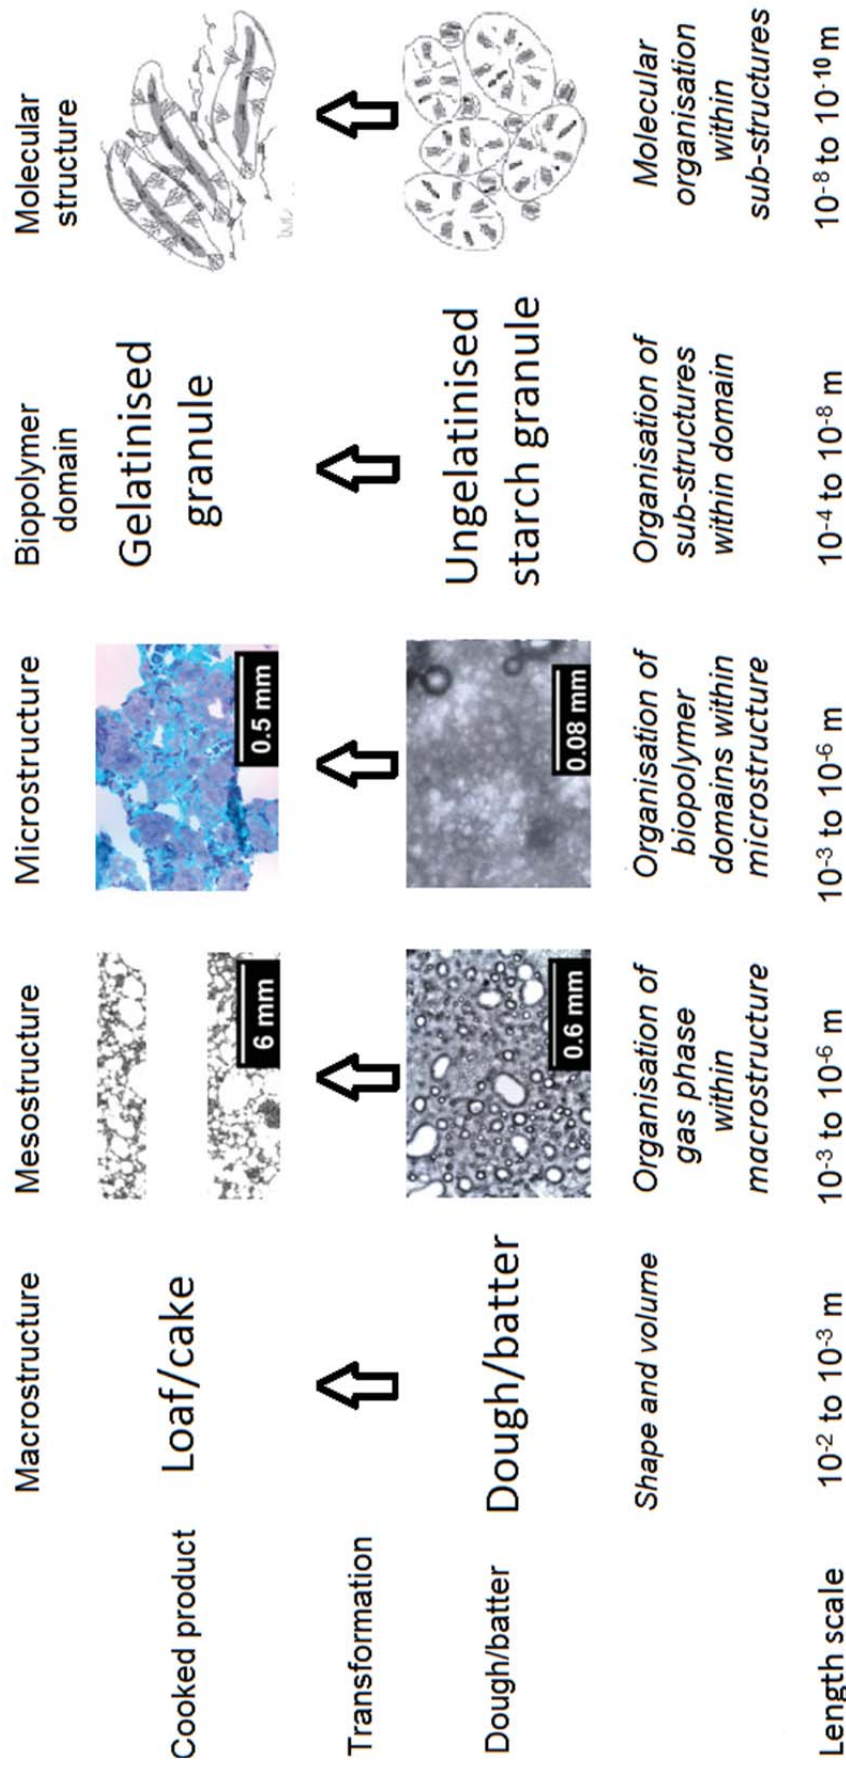 Macrostructure
Mesostructure
Microstructure
Biopolymer
domain
Molecular
structure
Cooked product
Loaf/cake
6 mm
0.5 mm
Gelatinised
granule
Transformation
Dough/batter
Dough/batter
0.6 mm
0.08 mm
Ungelatinised
starch granule
Shape and volume
Organisation of
gas phase
within
macrostructure
Organisation of
biopolymer
domains within
microstructure
Organisation of
sub-structures
within domain
Molecular
organisation
within
sub-structures
Length scale
10⁻² to 10⁻³ m
10⁻³ to 10⁻⁶ m
10⁻³ to 10⁻⁶ m
10⁻⁴ to 10⁻⁸ m
10⁻⁸ to 10⁻¹⁰ m